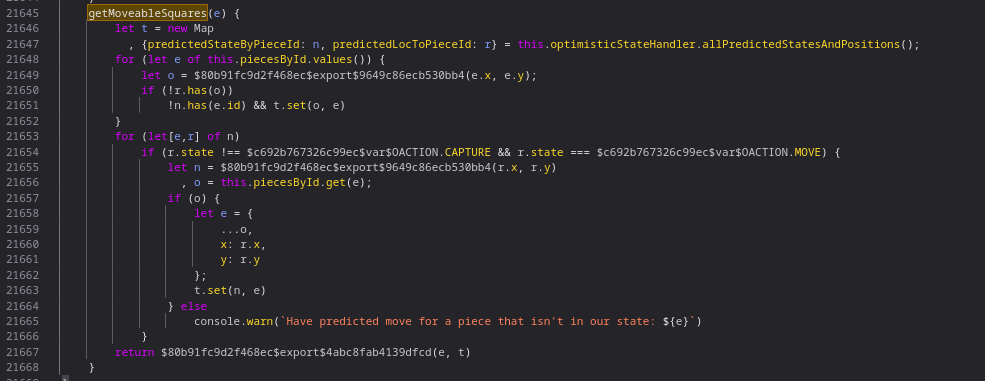 21645 getMoveableSquares(e) {
21646 let t = new Map
21647 , {predictedStateByPieceId: n, predictedLocToPieceId: r} = this.optimisticStateHandler.allPredictedStatesAndPositions();
21648 for (let e of this.piecesById.values()) {
21649 let o = $80b91fc9d2f468ec$export$9649c86ecb530bb4(e.x, e.y);
21650 if (!r.has(o))
21651 !n.has(e.id) && t.set(o, e)
21652 }
21653 for (let[e,r] of n)
21654 if (r.state !== $c692b767326c99ec$var$OACTION.CAPTURE && r.state === $c692b767326c99ec$var$OACTION.MOVE) {
21655 let n = $80b91fc9d2f468ec$export$9649c86ecb530bb4(r.x, r.y)
21656 , o = this.piecesById.get(e);
21657 if (o) {
21658 let e = {
21659 ...o,
21660 x: r.x,
21661 y: r.y
21662 };
21663 t.set(n, e)
21664 } else
21665 console.warn(`Have predicted move for a piece that isn't in our state: ${e}`)
21666 }
21667 return $80b91fc9d2f468ec$export$4abc8fab4139dfcd(e, t)
21668 }